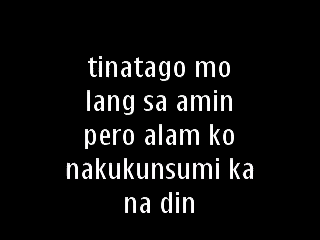 tinatago mo
lang sa amin
pero alam ko
nakukunsumi ka
na din